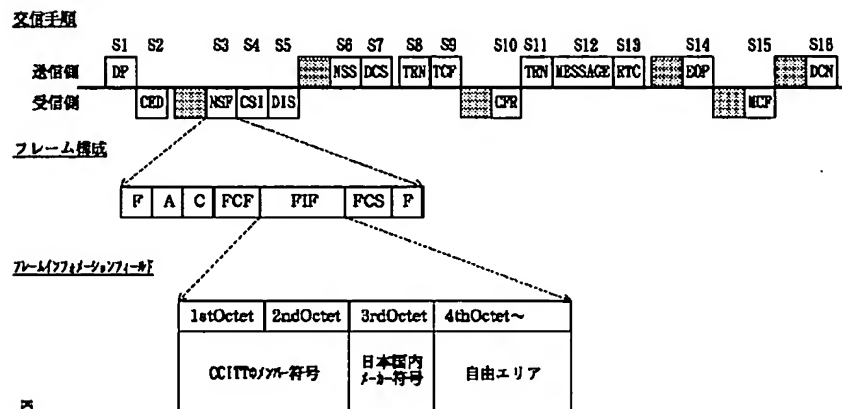 交信手順
S1 S2 S3 S4 S5 S6 S7 S8 S9 S10 S11 S12 S13 S14 S15 S16
送信側 DP NSS DCS TRN TCF TRN MESSAGE RTC EOP DCN
受信側 CED NSF CSI DIS CFR MCF
フレーム構成
F A C FCF FIF FCS F
フレームインフォメーションフィールド
1stOctet 2ndOctet 3rdOctet 4thOctet~
CCITTのメンバー符号 日本国内 自由エリア
メーカー符号